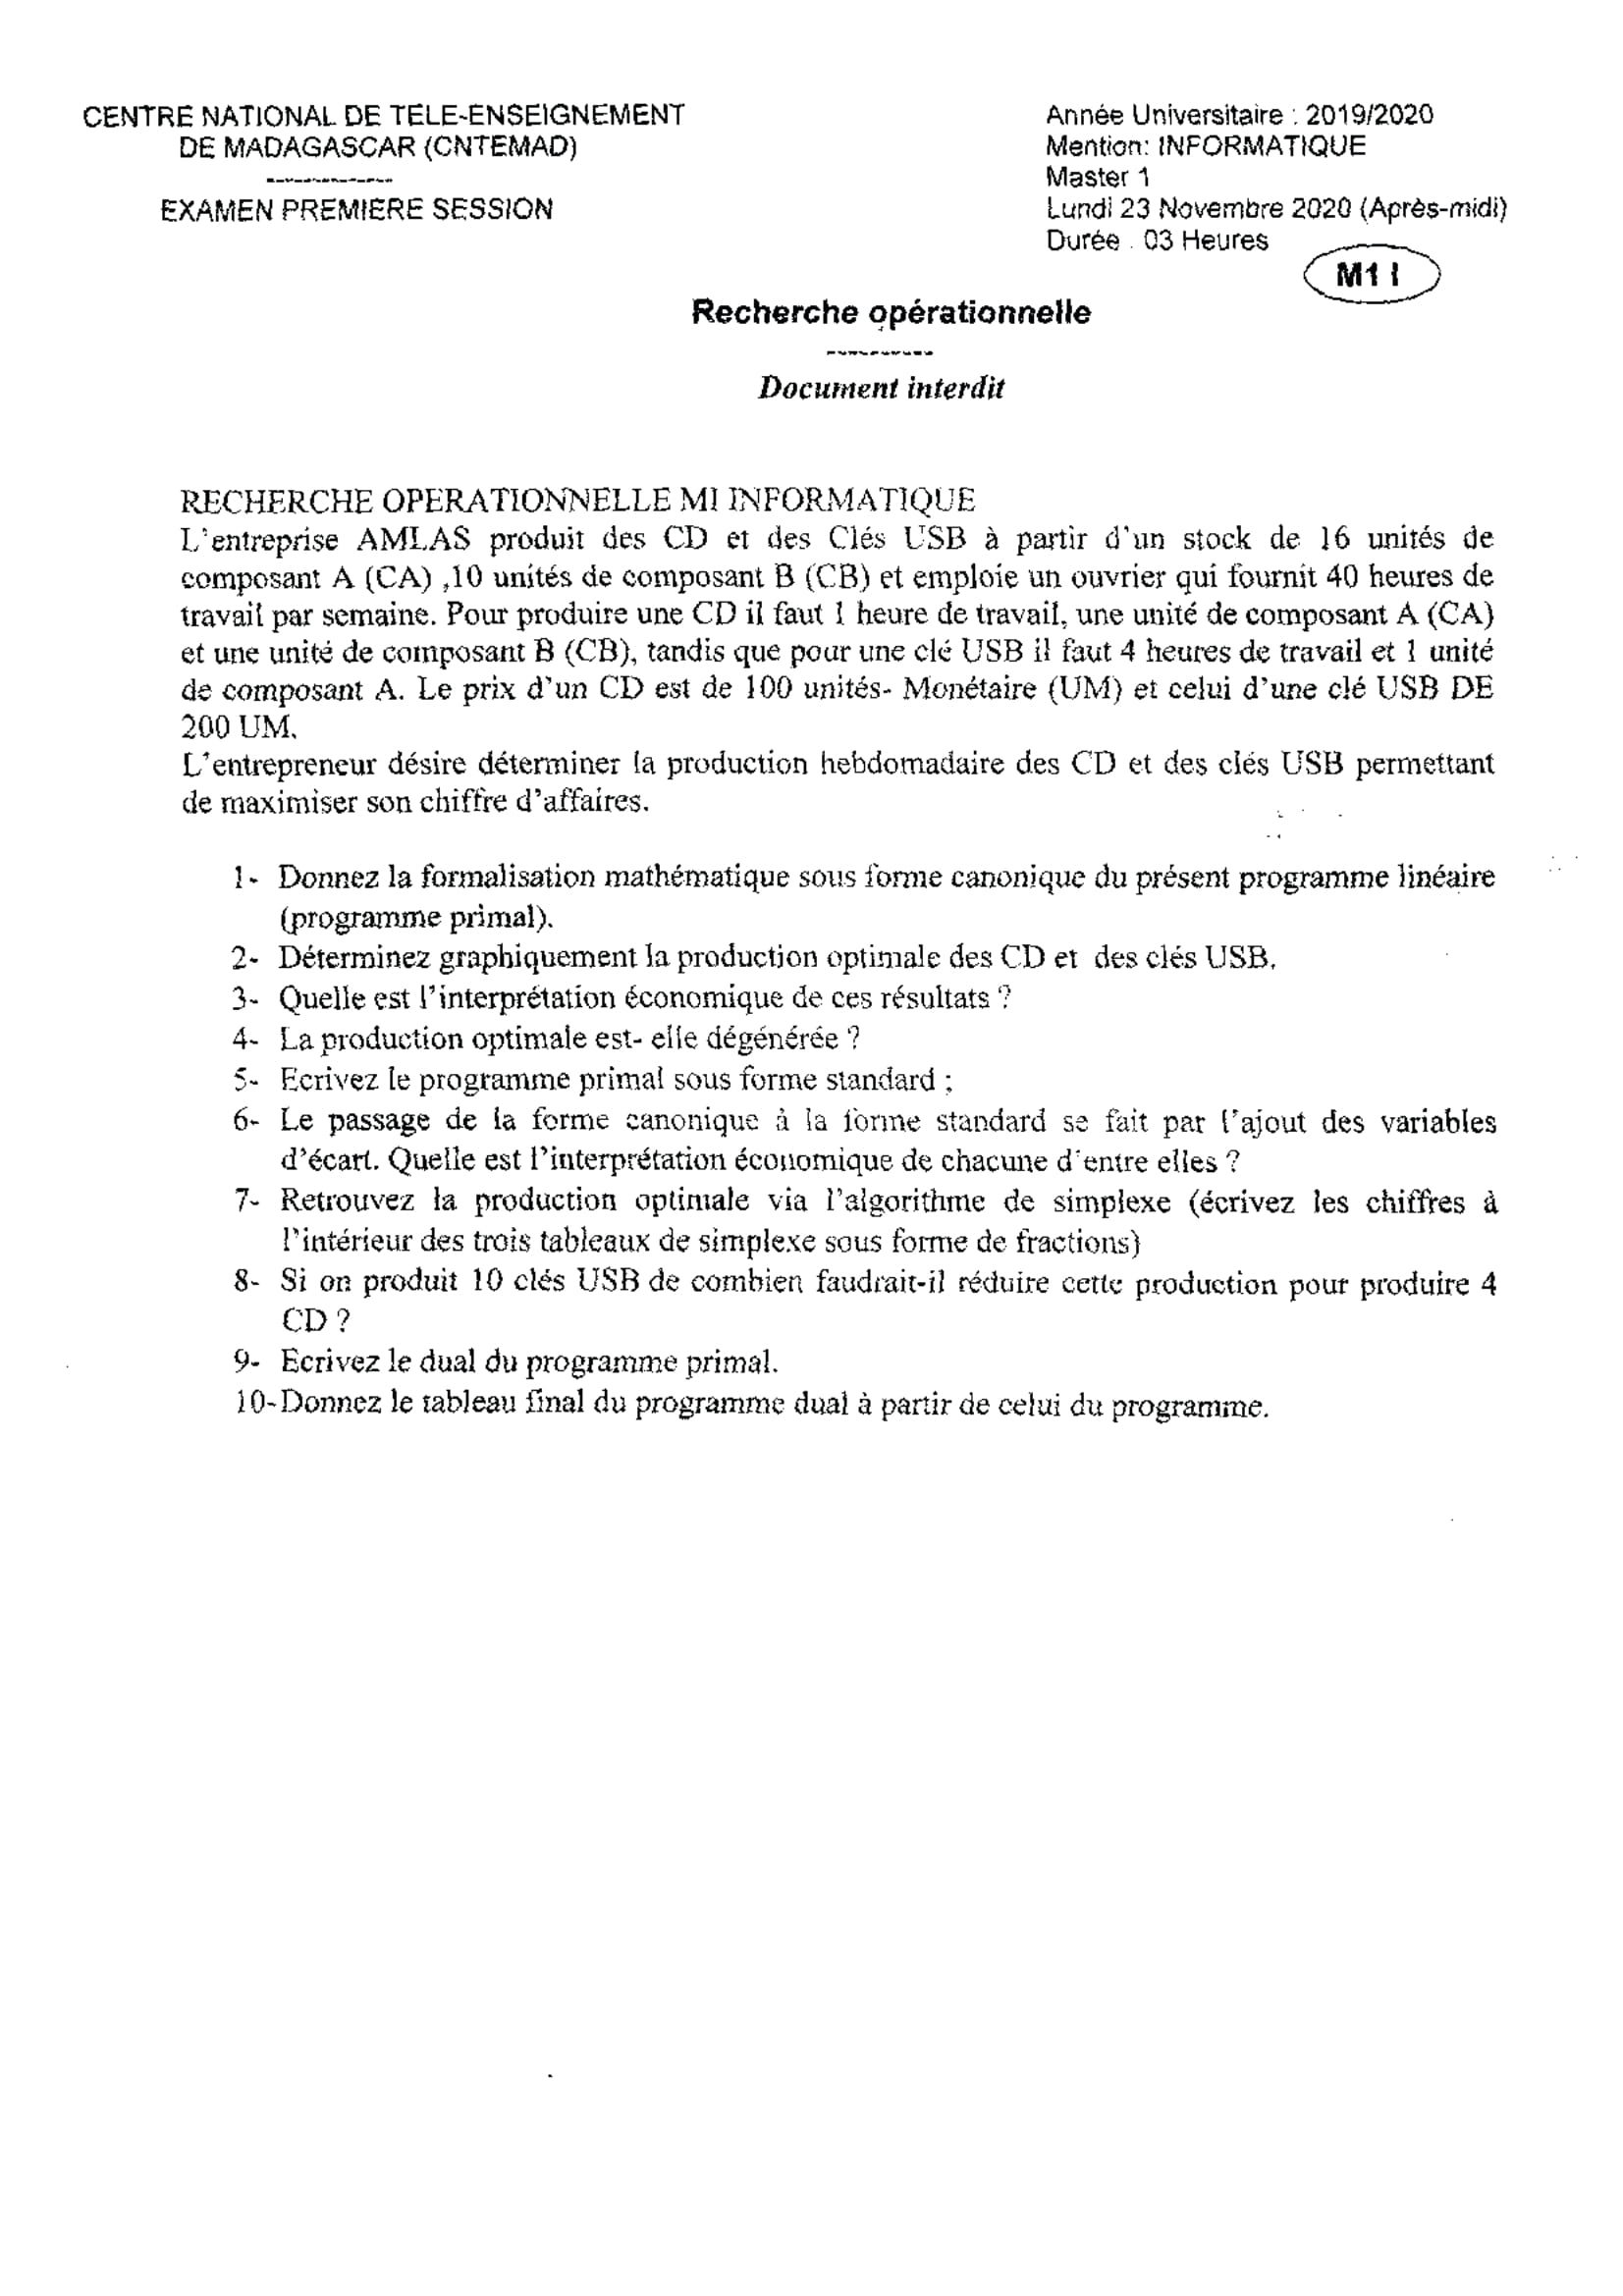 CENTRE NATIONAL DE TELE-ENSEIGNEMENT
DE MADAGASCAR (CNTEMAD)
-------------
EXAMEN PREMIERE SESSION
Année Universitaire : 2019/2020
Mention: INFORMATIQUE
Master 1
Lundi 23 Novembre 2020 (Après-midi)
Durée . 03 Heures
M1 I
Recherche opérationnelle
----------
Document interdit
RECHERCHE OPERATIONNELLE MI INFORMATIQUE
L'entreprise AMLAS produit des CD et des Clés USB à partir d'un stock de 16 unités de
composant A (CA) ,10 unités de composant B (CB) et emploie un ouvrier qui fournit 40 heures de
travail par semaine. Pour produire une CD il faut 1 heure de travail, une unité de composant A (CA)
et une unité de composant B (CB), tandis que pour une clé USB il faut 4 heures de travail et 1 unité
de composant A. Le prix d'un CD est de 100 unités- Monétaire (UM) et celui d'une clé USB DE
200 UM.
L'entrepreneur désire déterminer la production hebdomadaire des CD et des clés USB permettant
de maximiser son chiffre d'affaires.
1- Donnez la formalisation mathématique sous forme canonique du présent programme linéaire
(programme primal).
2- Déterminez graphiquement la production optimale des CD et des clés USB.
3- Quelle est l'interprétation économique de ces résultats ?
4- La production optimale est- elle dégénérée ?
5- Ecrivez le programme primal sous forme standard ;
6- Le passage de la forme canonique à la forme standard se fait par l'ajout des variables
d'écart. Quelle est l'interprétation économique de chacune d'entre elles ?
7- Retrouvez la production optimale via l'algorithme de simplexe (écrivez les chiffres à
l'intérieur des trois tableaux de simplexe sous forme de fractions)
8- Si on produit 10 clés USB de combien faudrait-il réduire cette production pour produire 4
CD ?
9- Ecrivez le dual du programme primal.
10-Donnez le tableau final du programme dual à partir de celui du programme.